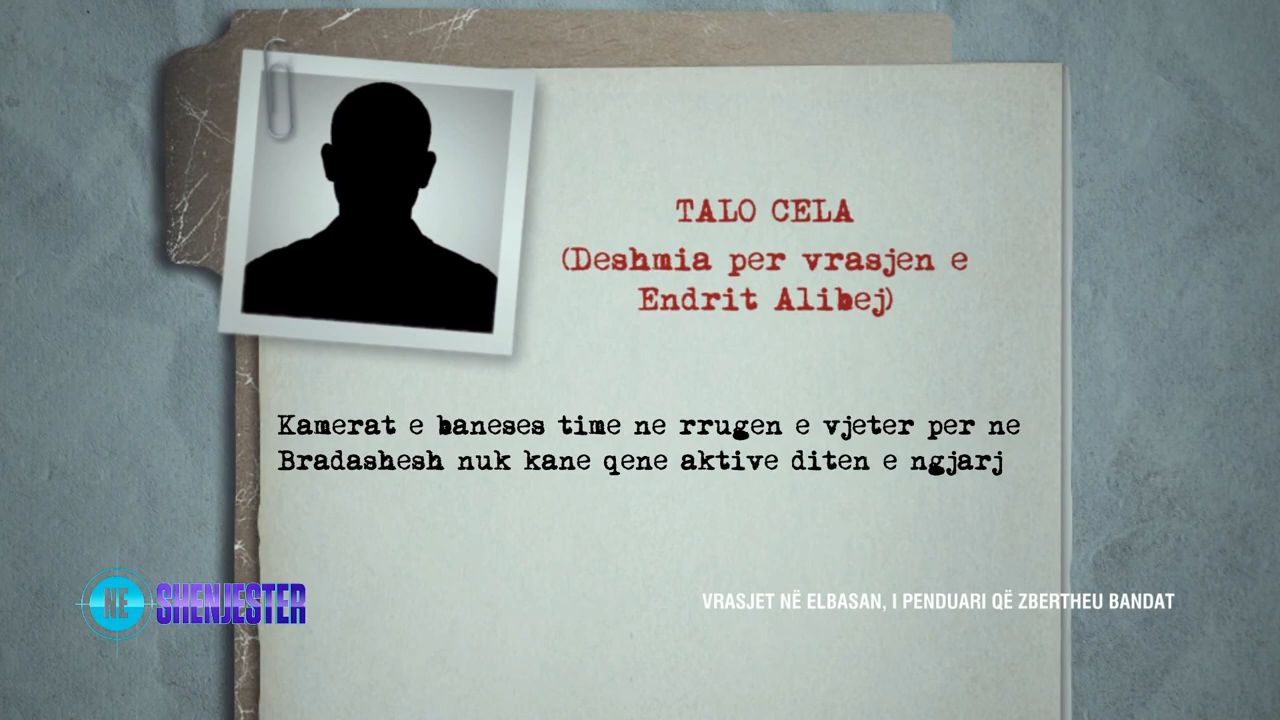 TALO CELA
(Deshmia per vrasjen e
Endrit Alibej)
Kamerat e baneses time ne rrugen e vjeter per ne
Bradashesh nuk kane qene aktive diten e ngjarj
NE SHENJESTER
VRASJET NË ELBASAN, I PENDUARI QË ZBERTHEU BANDAT